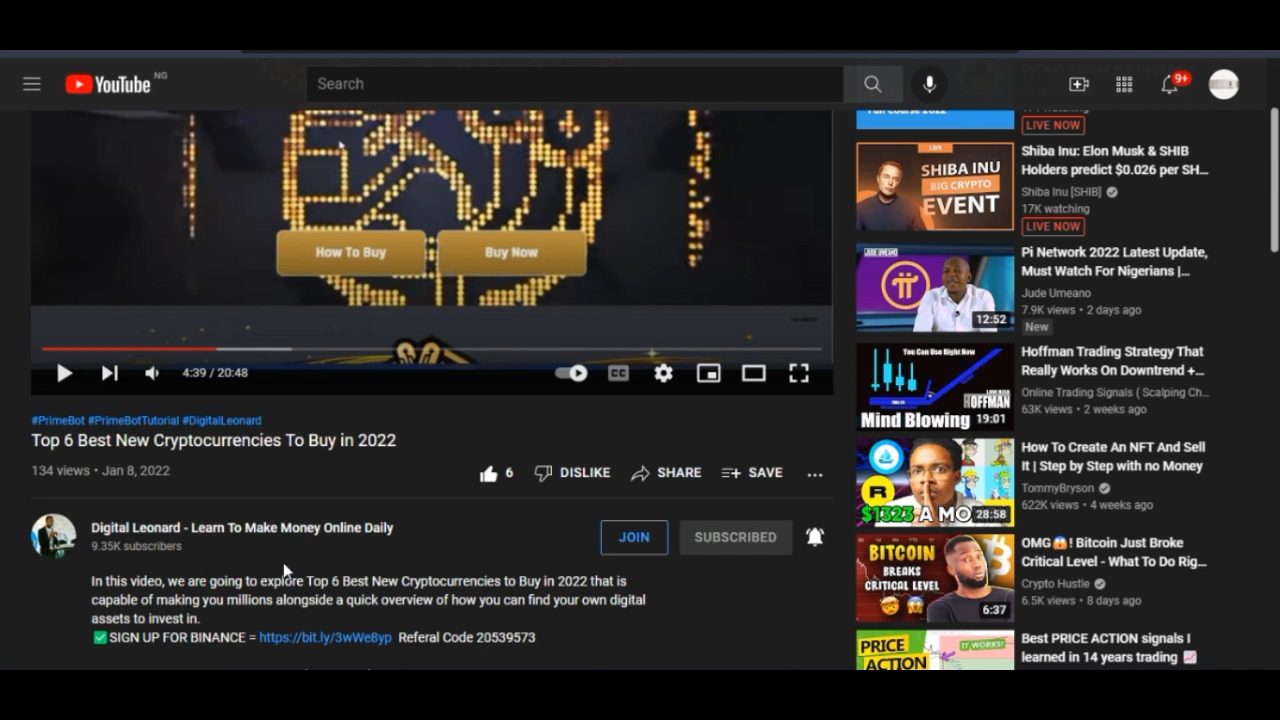 YouTube NG
Search
9+
How To Buy
Buy Now
4:39 / 20:48
CC
#PrimeBot #PrimeBotTutorial #DigitalLeonard
Top 6 Best New Cryptocurrencies To Buy in 2022
134 views • Jan 8, 2022
6
DISLIKE
SHARE
SAVE
Digital Leonard - Learn To Make Money Online Daily
9.35K subscribers
JOIN
SUBSCRIBED
In this video, we are going to explore Top 6 Best New Cryptocurrencies to Buy in 2022 that is
capable of making you millions alongside a quick overview of how you can find your own digital
assets to invest in.
✅SIGN UP FOR BINANCE = https://bit.ly/3wWe8yp Referal Code 20539573
LIVE NOW
LIVE
SHIBA INU
BIG CRYPTO
EVENT
Shiba Inu: Elon Musk & SHIB
Holders predict $0.026 per SH...
Shiba Inu [SHIB]
17K watching
LIVE NOW
JUDE UMEANO
12:52
Pi Network 2022 Latest Update,
Must Watch For Nigerians |...
Jude Umeano
7.9K views • 2 days ago
New
You Can Use Right Now
HOFFMAN
Mind Blowing
19:01
Hoffman Trading Strategy That
Really Works On Downtrend +...
Online Trading Signals ( Scalping Ch...
63K views • 2 weeks ago
R
$1323 A MO
28:58
How To Create An NFT And Sell
It | Step by Step with no Money
TommyBryson
622K views • 4 weeks ago
BITCOIN
BREAKS
CRITICAL LEVEL
6:37
OMG😱! Bitcoin Just Broke
Critical Level - What To Do Rig...
Crypto Hustle
6.5K views • 8 days ago
PRICE
ACTION
IT WORKS!
Best PRICE ACTION signals I
learned in 14 years trading 📈